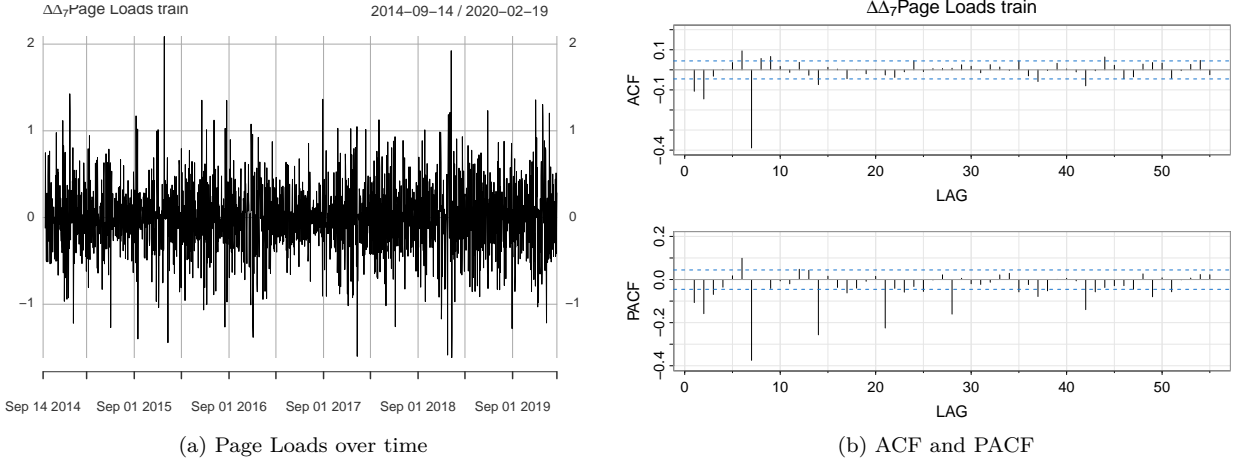 ΔΔ₇Page Loads train 2014−09−14 / 2020−02−19
2 2
1 1
0 0
−1 −1
Sep 14 2014 Sep 01 2015 Sep 01 2016 Sep 01 2017 Sep 01 2018 Sep 01 2019
(a) Page Loads over time
ΔΔ₇Page Loads train
ACF
0.1
−0.1
−0.4
0 10 20 30 40 50
LAG
PACF
0.2
0.0
−0.2
−0.4
0 10 20 30 40 50
LAG
(b) ACF and PACF